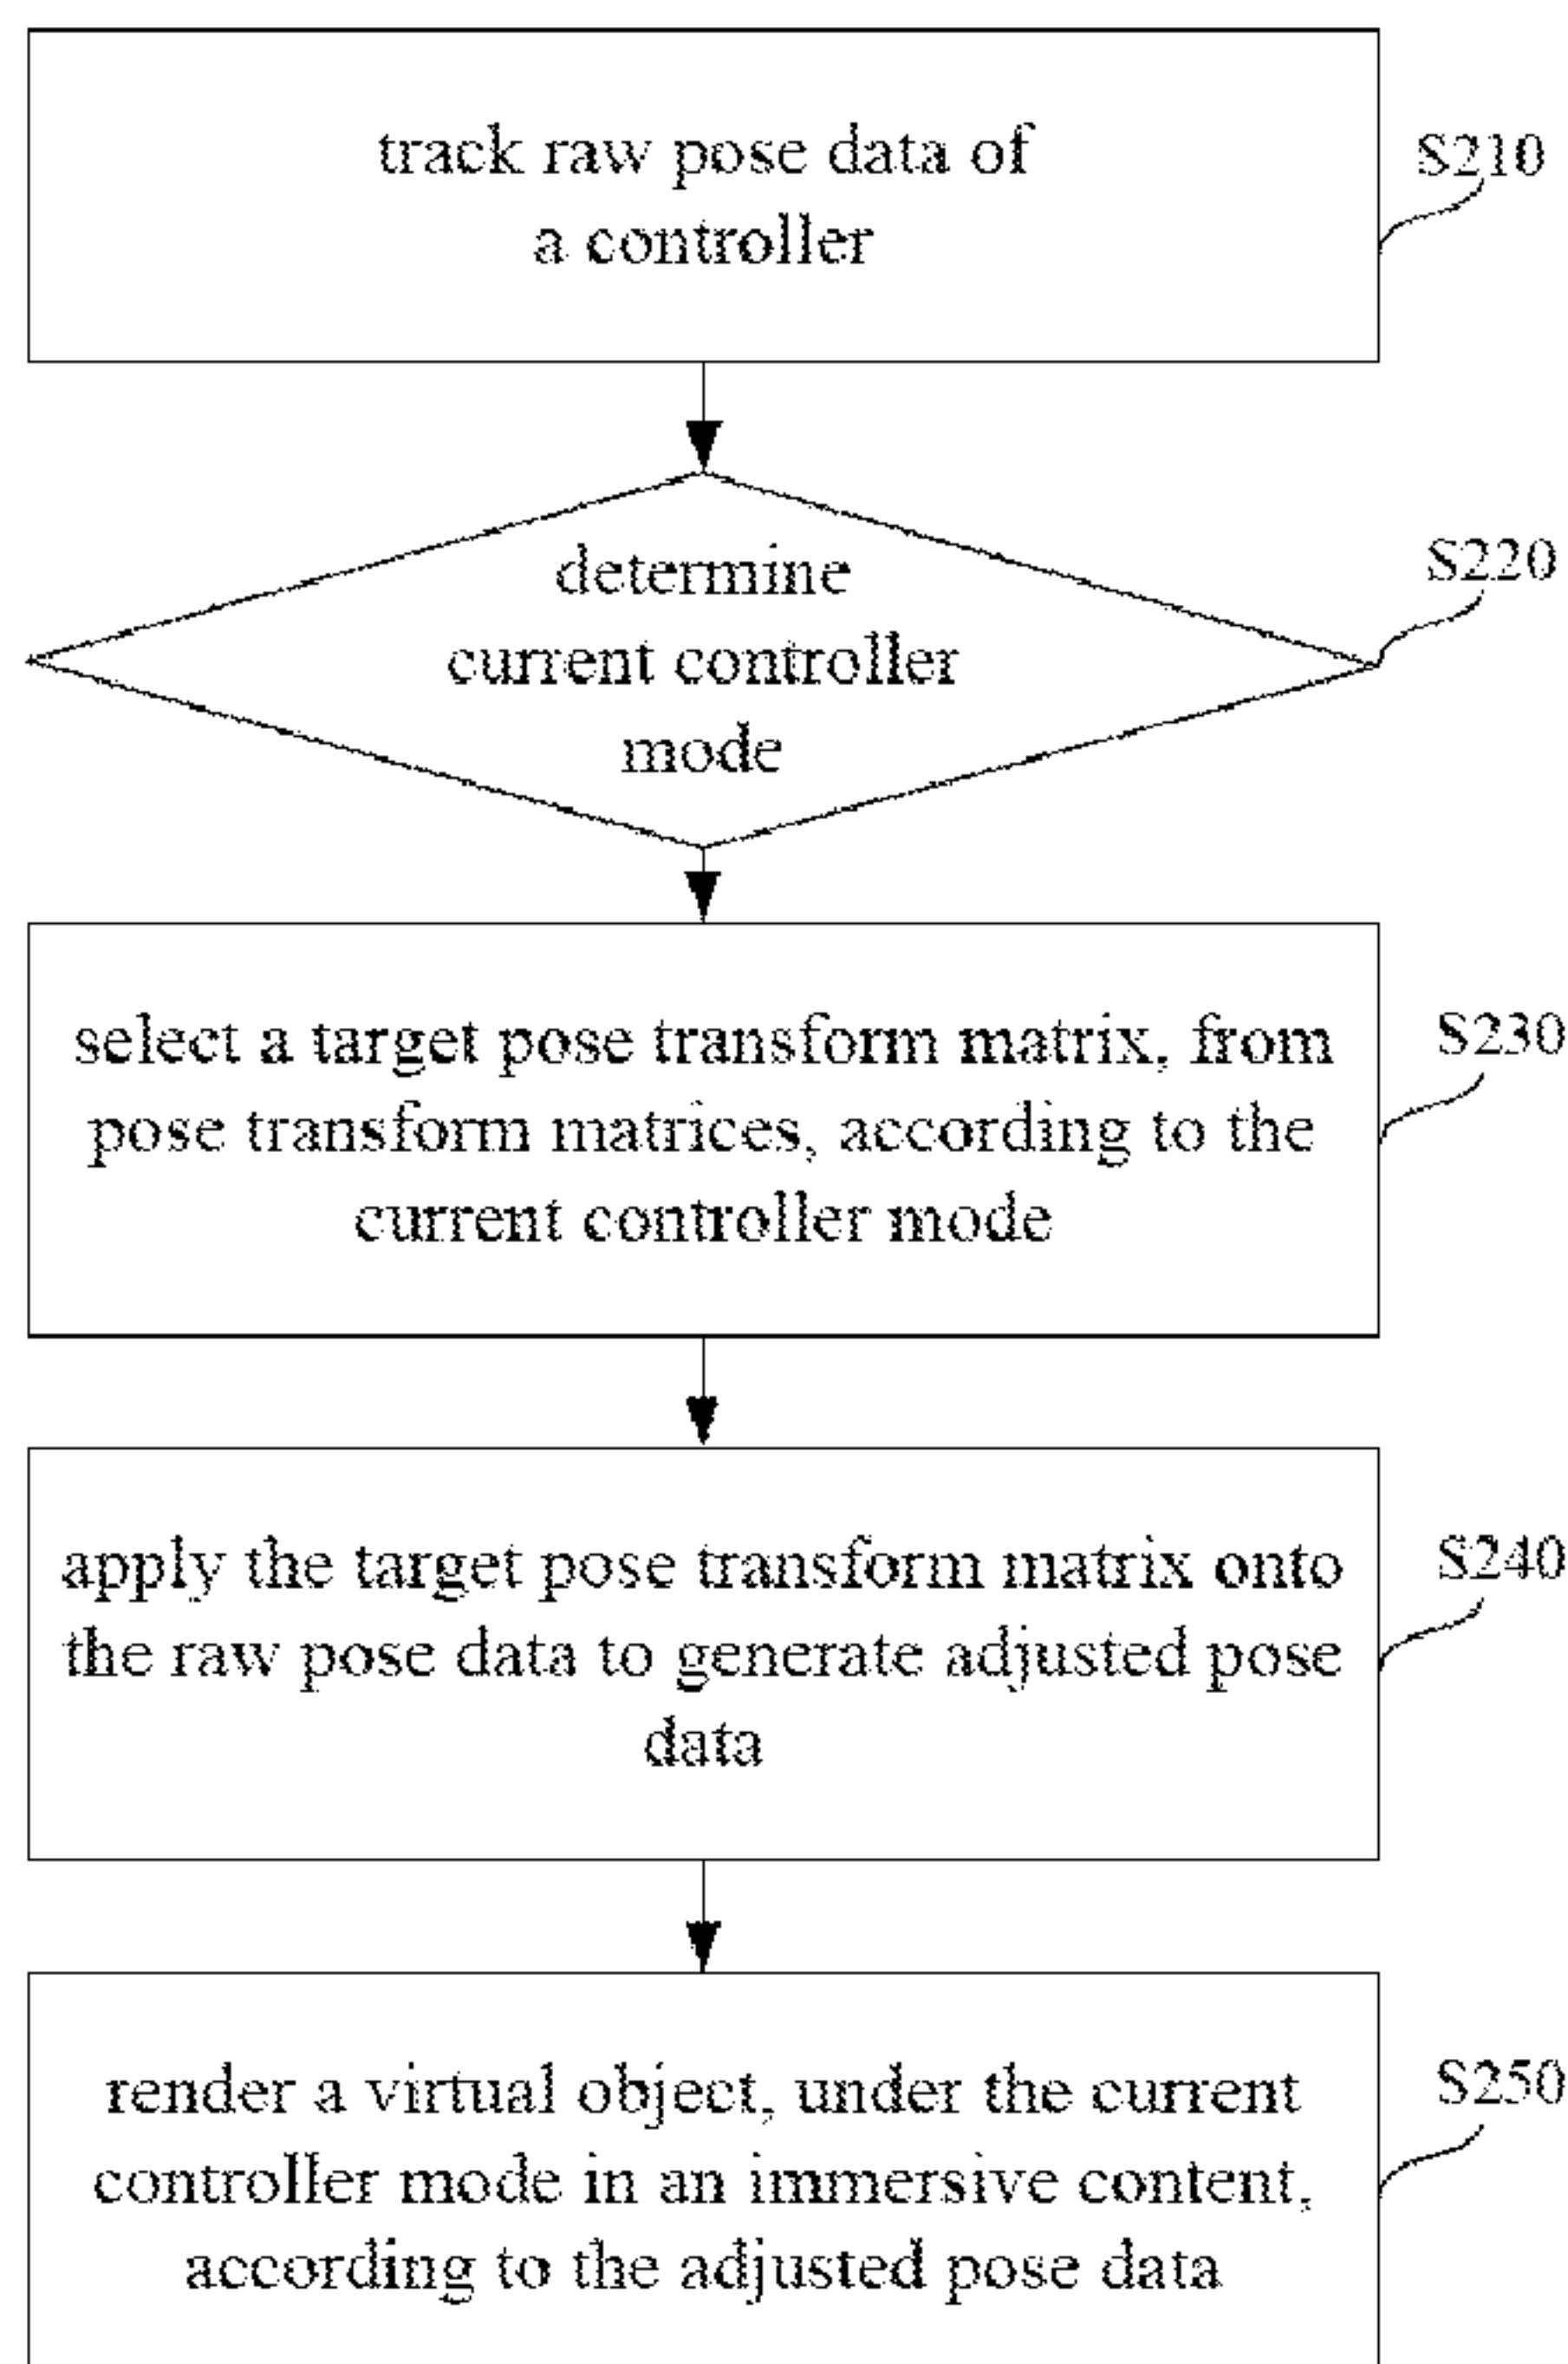 track raw pose data of
a controller
S210
determine
current controller
mode
S220
select a target pose transform matrix, from
pose transform matrices, according to the
current controller mode
S230
apply the target pose transform matrix onto
the raw pose data to generate adjusted pose
data
S240
render a virtual object, under the current
controller mode in an immersive content,
according to the adjusted pose data
S250